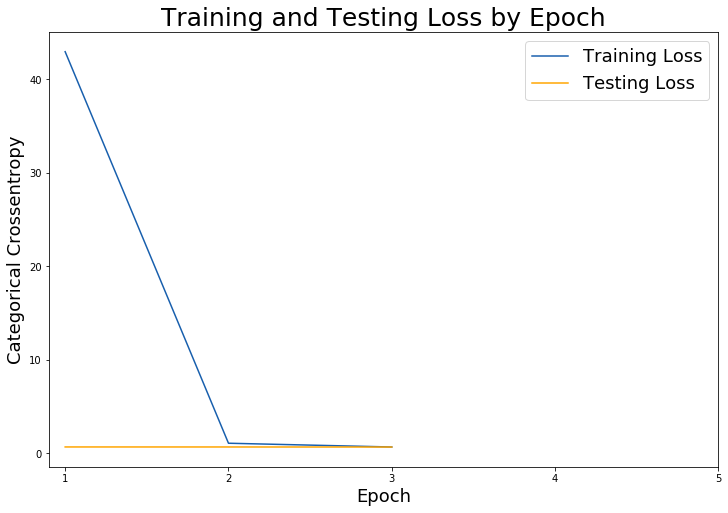 Training and Testing Loss by Epoch
Training Loss
Testing Loss
Categorical Crossentropy
40
30
20
10
0
1
2
3
4
5
Epoch